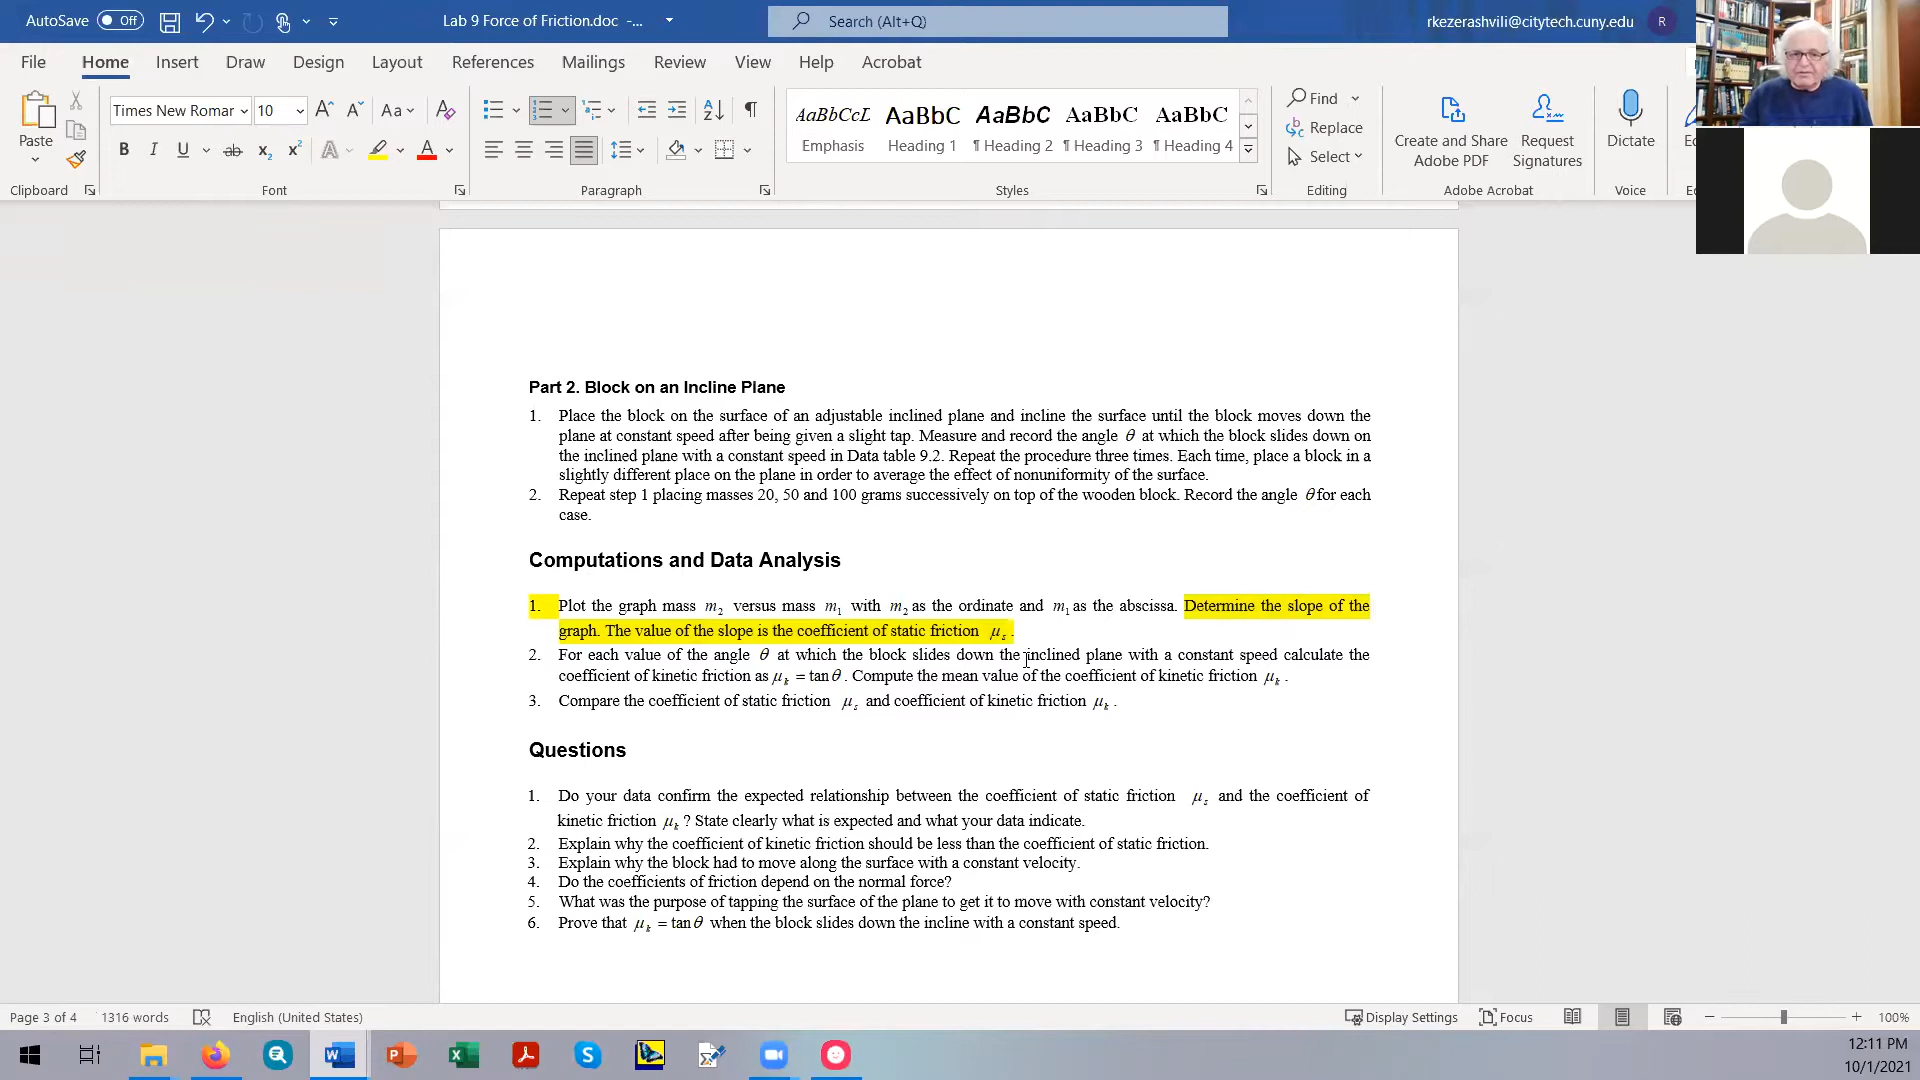 AutoSave Off Lab 9 Force of Friction.doc -... Search (Alt+Q) rkezerashvili@citytech.cuny.edu R
File Home Insert Draw Design Layout References Mailings Review View Help Acrobat
Times New Romar 10 Aa
AaBbCcL AaBbC AaBbC AaBbC AaBbC
Emphasis Heading 1 ¶ Heading 2 ¶ Heading 3 ¶ Heading 4
Paste
B I U ab x₂ x² A A
Find
Replace
Select
Create and Share Adobe PDF
Request Signatures
Dictate
Clipboard Font Paragraph Styles Editing Adobe Acrobat Voice
Part 2. Block on an Incline Plane
1. Place the block on the surface of an adjustable inclined plane and incline the surface until the block moves down the
plane at constant speed after being given a slight tap. Measure and record the angle θ at which the block slides down on
the inclined plane with a constant speed in Data table 9.2. Repeat the procedure three times. Each time, place a block in a
slightly different place on the plane in order to average the effect of nonuniformity of the surface.
2. Repeat step 1 placing masses 20, 50 and 100 grams successively on top of the wooden block. Record the angle θ for each
case.
Computations and Data Analysis
1. Plot the graph mass m₂ versus mass m₁ with m₂ as the ordinate and m₁ as the abscissa. Determine the slope of the
graph. The value of the slope is the coefficient of static friction μₛ.
2. For each value of the angle θ at which the block slides down the inclined plane with a constant speed calculate the
coefficient of kinetic friction as μₖ = tanθ. Compute the mean value of the coefficient of kinetic friction μₖ.
3. Compare the coefficient of static friction μₛ and coefficient of kinetic friction μₖ.
Questions
1. Do your data confirm the expected relationship between the coefficient of static friction μₛ and the coefficient of
kinetic friction μₖ? State clearly what is expected and what your data indicate.
2. Explain why the coefficient of kinetic friction should be less than the coefficient of static friction.
3. Explain why the block had to move along the surface with a constant velocity.
4. Do the coefficients of friction depend on the normal force?
5. What was the purpose of tapping the surface of the plane to get it to move with constant velocity?
6. Prove that μₖ = tanθ when the block slides down the incline with a constant speed.
Page 3 of 4 1316 words English (United States) Display Settings Focus 100%
12:11 PM
10/1/2021